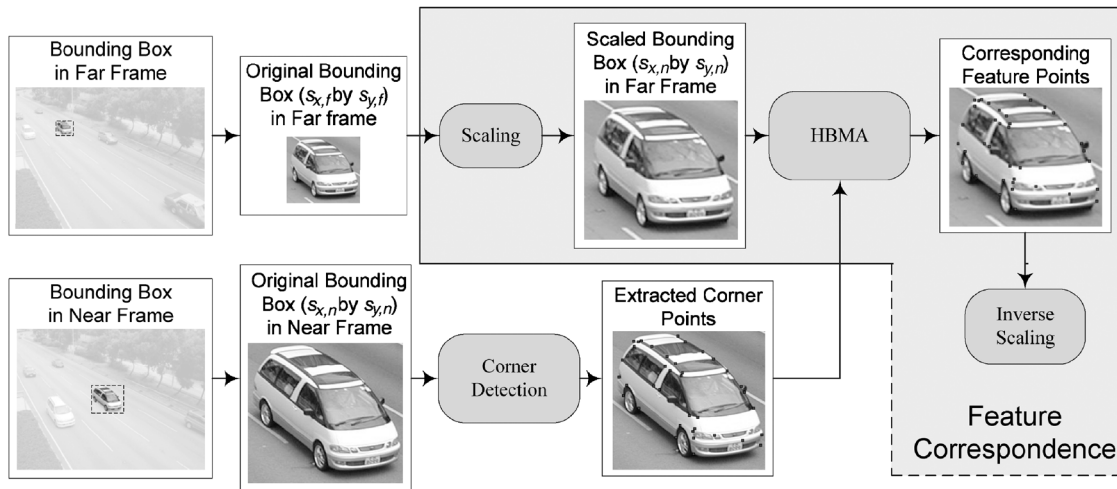 Bounding Box
in Far Frame
Original Bounding
Box (sx,f by sy,f)
in Far frame
Scaling
Scaled Bounding
Box (sx,n by sy,n)
in Far Frame
HBMA
Corresponding
Feature Points
Bounding Box
in Near Frame
Original Bounding
Box (sx,n by sy,n)
in Near Frame
Corner
Detection
Extracted Corner
Points
Inverse
Scaling
Feature
Correspondence